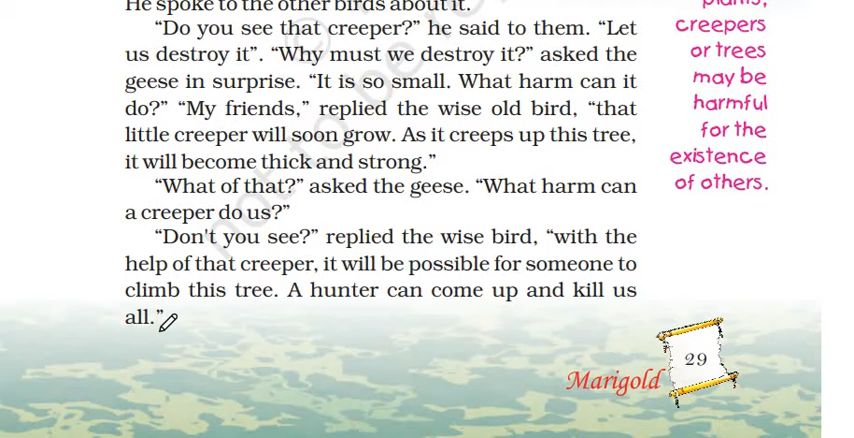 He spoke to the other birds about it.
“Do you see that creeper?” he said to them. “Let
us destroy it”. “Why must we destroy it?” asked the
geese in surprise. “It is so small. What harm can it
do?” “My friends,” replied the wise old bird, “that
little creeper will soon grow. As it creeps up this tree,
it will become thick and strong.”
“What of that?” asked the geese. “What harm can
a creeper do us?”
“Don't you see?” replied the wise bird, “with the
help of that creeper, it will be possible for someone to
climb this tree. A hunter can come up and kill us
all.”
plants,
creepers
or trees
may be
harmful
for the
existence
of others.
not to be re
©
Marigold
29